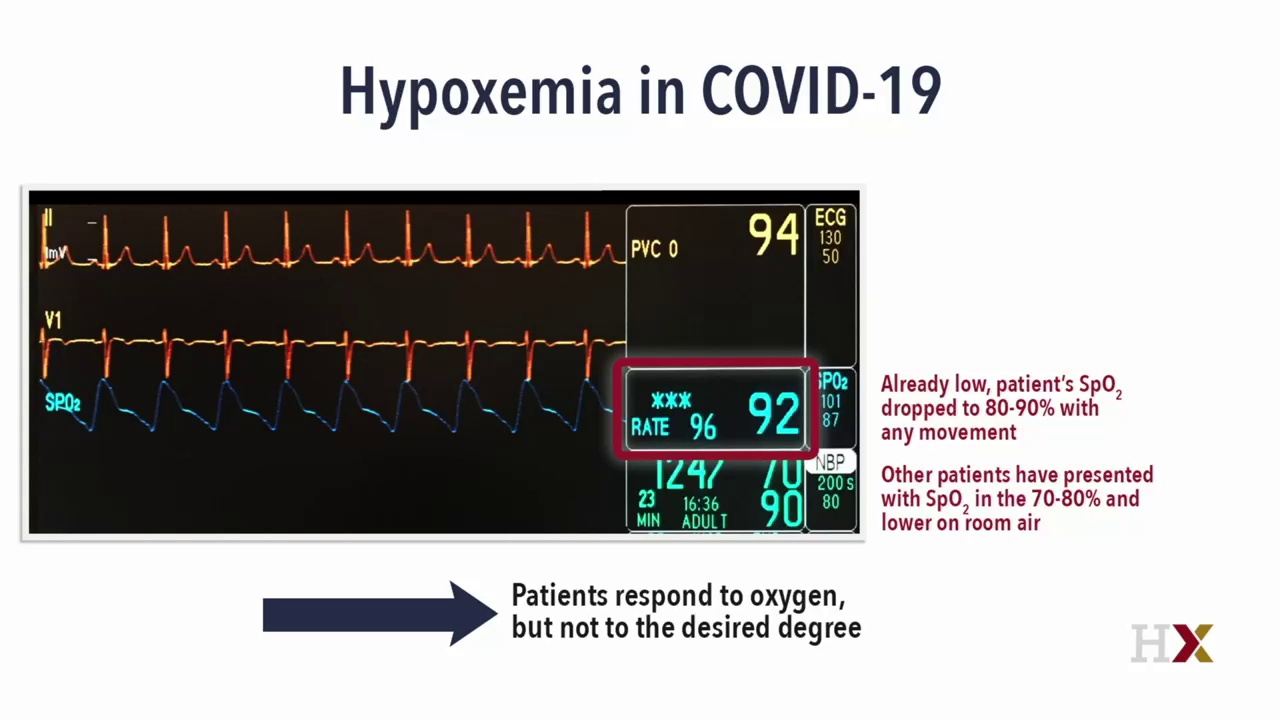 Hypoxemia in COVID-19
II
1mV
PVC 0
94
ECG
130
50
V1
SPO₂
***
RATE 96
92
SPO₂
101
87
124/ 70
90
23
MIN
16:36
ADULT
NBP
200 s
80
Already low, patient's SpO₂
dropped to 80-90% with
any movement
Other patients have presented
with SpO₂ in the 70-80% and
lower on room air
Patients respond to oxygen,
but not to the desired degree
HX